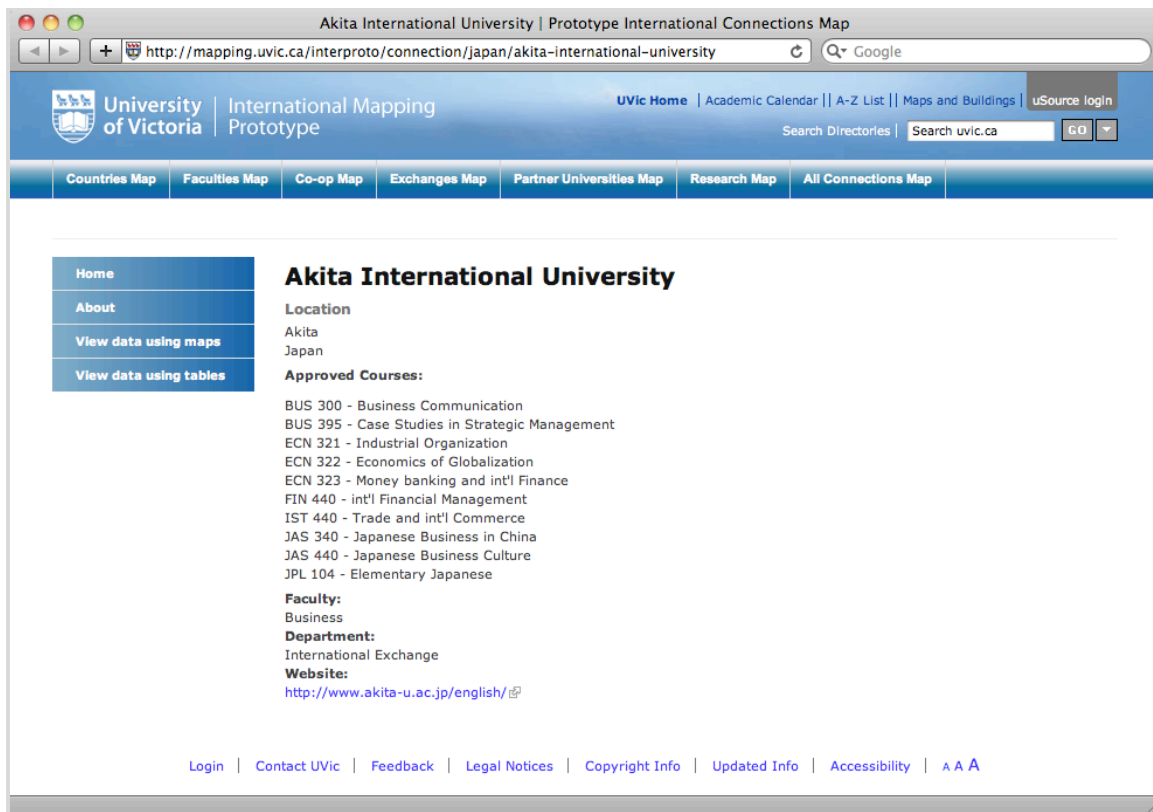 Akita International University | Prototype International Connections Map
http://mapping.uvic.ca/interproto/connection/japan/akita-international-university
Google
University of Victoria
International Mapping Prototype
UVic Home | Academic Calendar || A-Z List || Maps and Buildings | uSource login
Search Directories | Search uvic.ca GO
Countries Map Faculties Map Co-op Map Exchanges Map Partner Universities Map Research Map All Connections Map
Home
About
View data using maps
View data using tables
Akita International University
Location
Akita
Japan
Approved Courses:
BUS 300 - Business Communication
BUS 395 - Case Studies in Strategic Management
ECN 321 - Industrial Organization
ECN 322 - Economics of Globalization
ECN 323 - Money banking and int'l Finance
FIN 440 - int'l Financial Management
IST 440 - Trade and int'l Commerce
JAS 340 - Japanese Business in China
JAS 440 - Japanese Business Culture
JPL 104 - Elementary Japanese
Faculty:
Business
Department:
International Exchange
Website:
http://www.akita-u.ac.jp/english/
Login | Contact UVic | Feedback | Legal Notices | Copyright Info | Updated Info | Accessibility | A A A